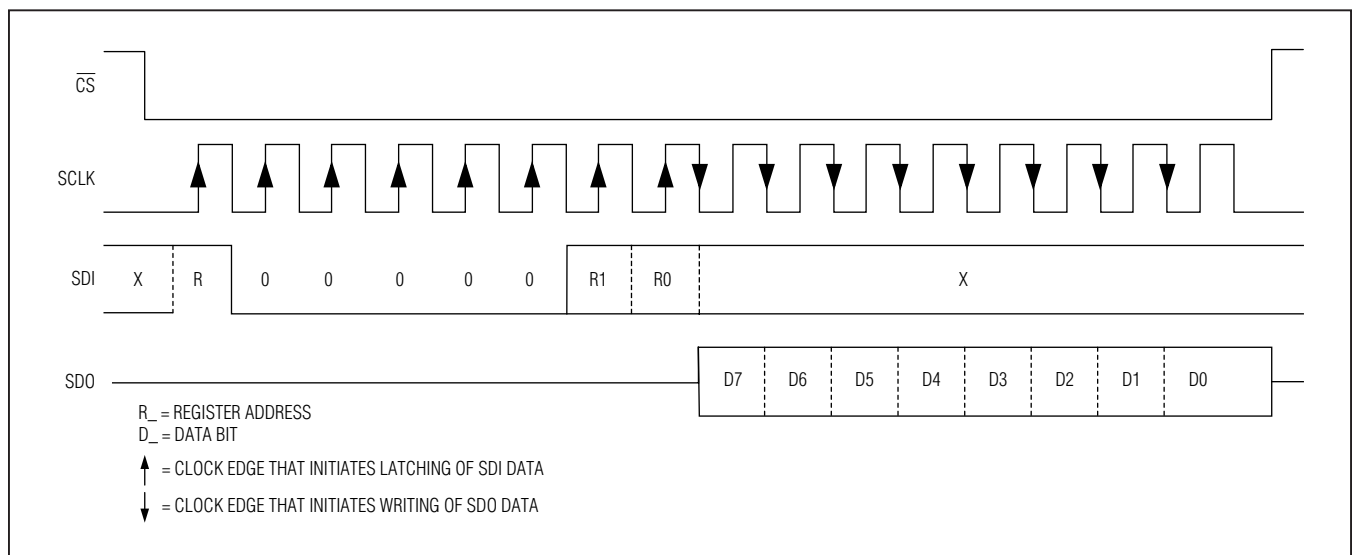 C̅S̅
SCLK
SDI X R 0 0 0 0 0 R1 R0 X
SDO D7 D6 D5 D4 D3 D2 D1 D0
R_ = REGISTER ADDRESS
D_ = DATA BIT
= CLOCK EDGE THAT INITIATES LATCHING OF SDI DATA
= CLOCK EDGE THAT INITIATES WRITING OF SDO DATA